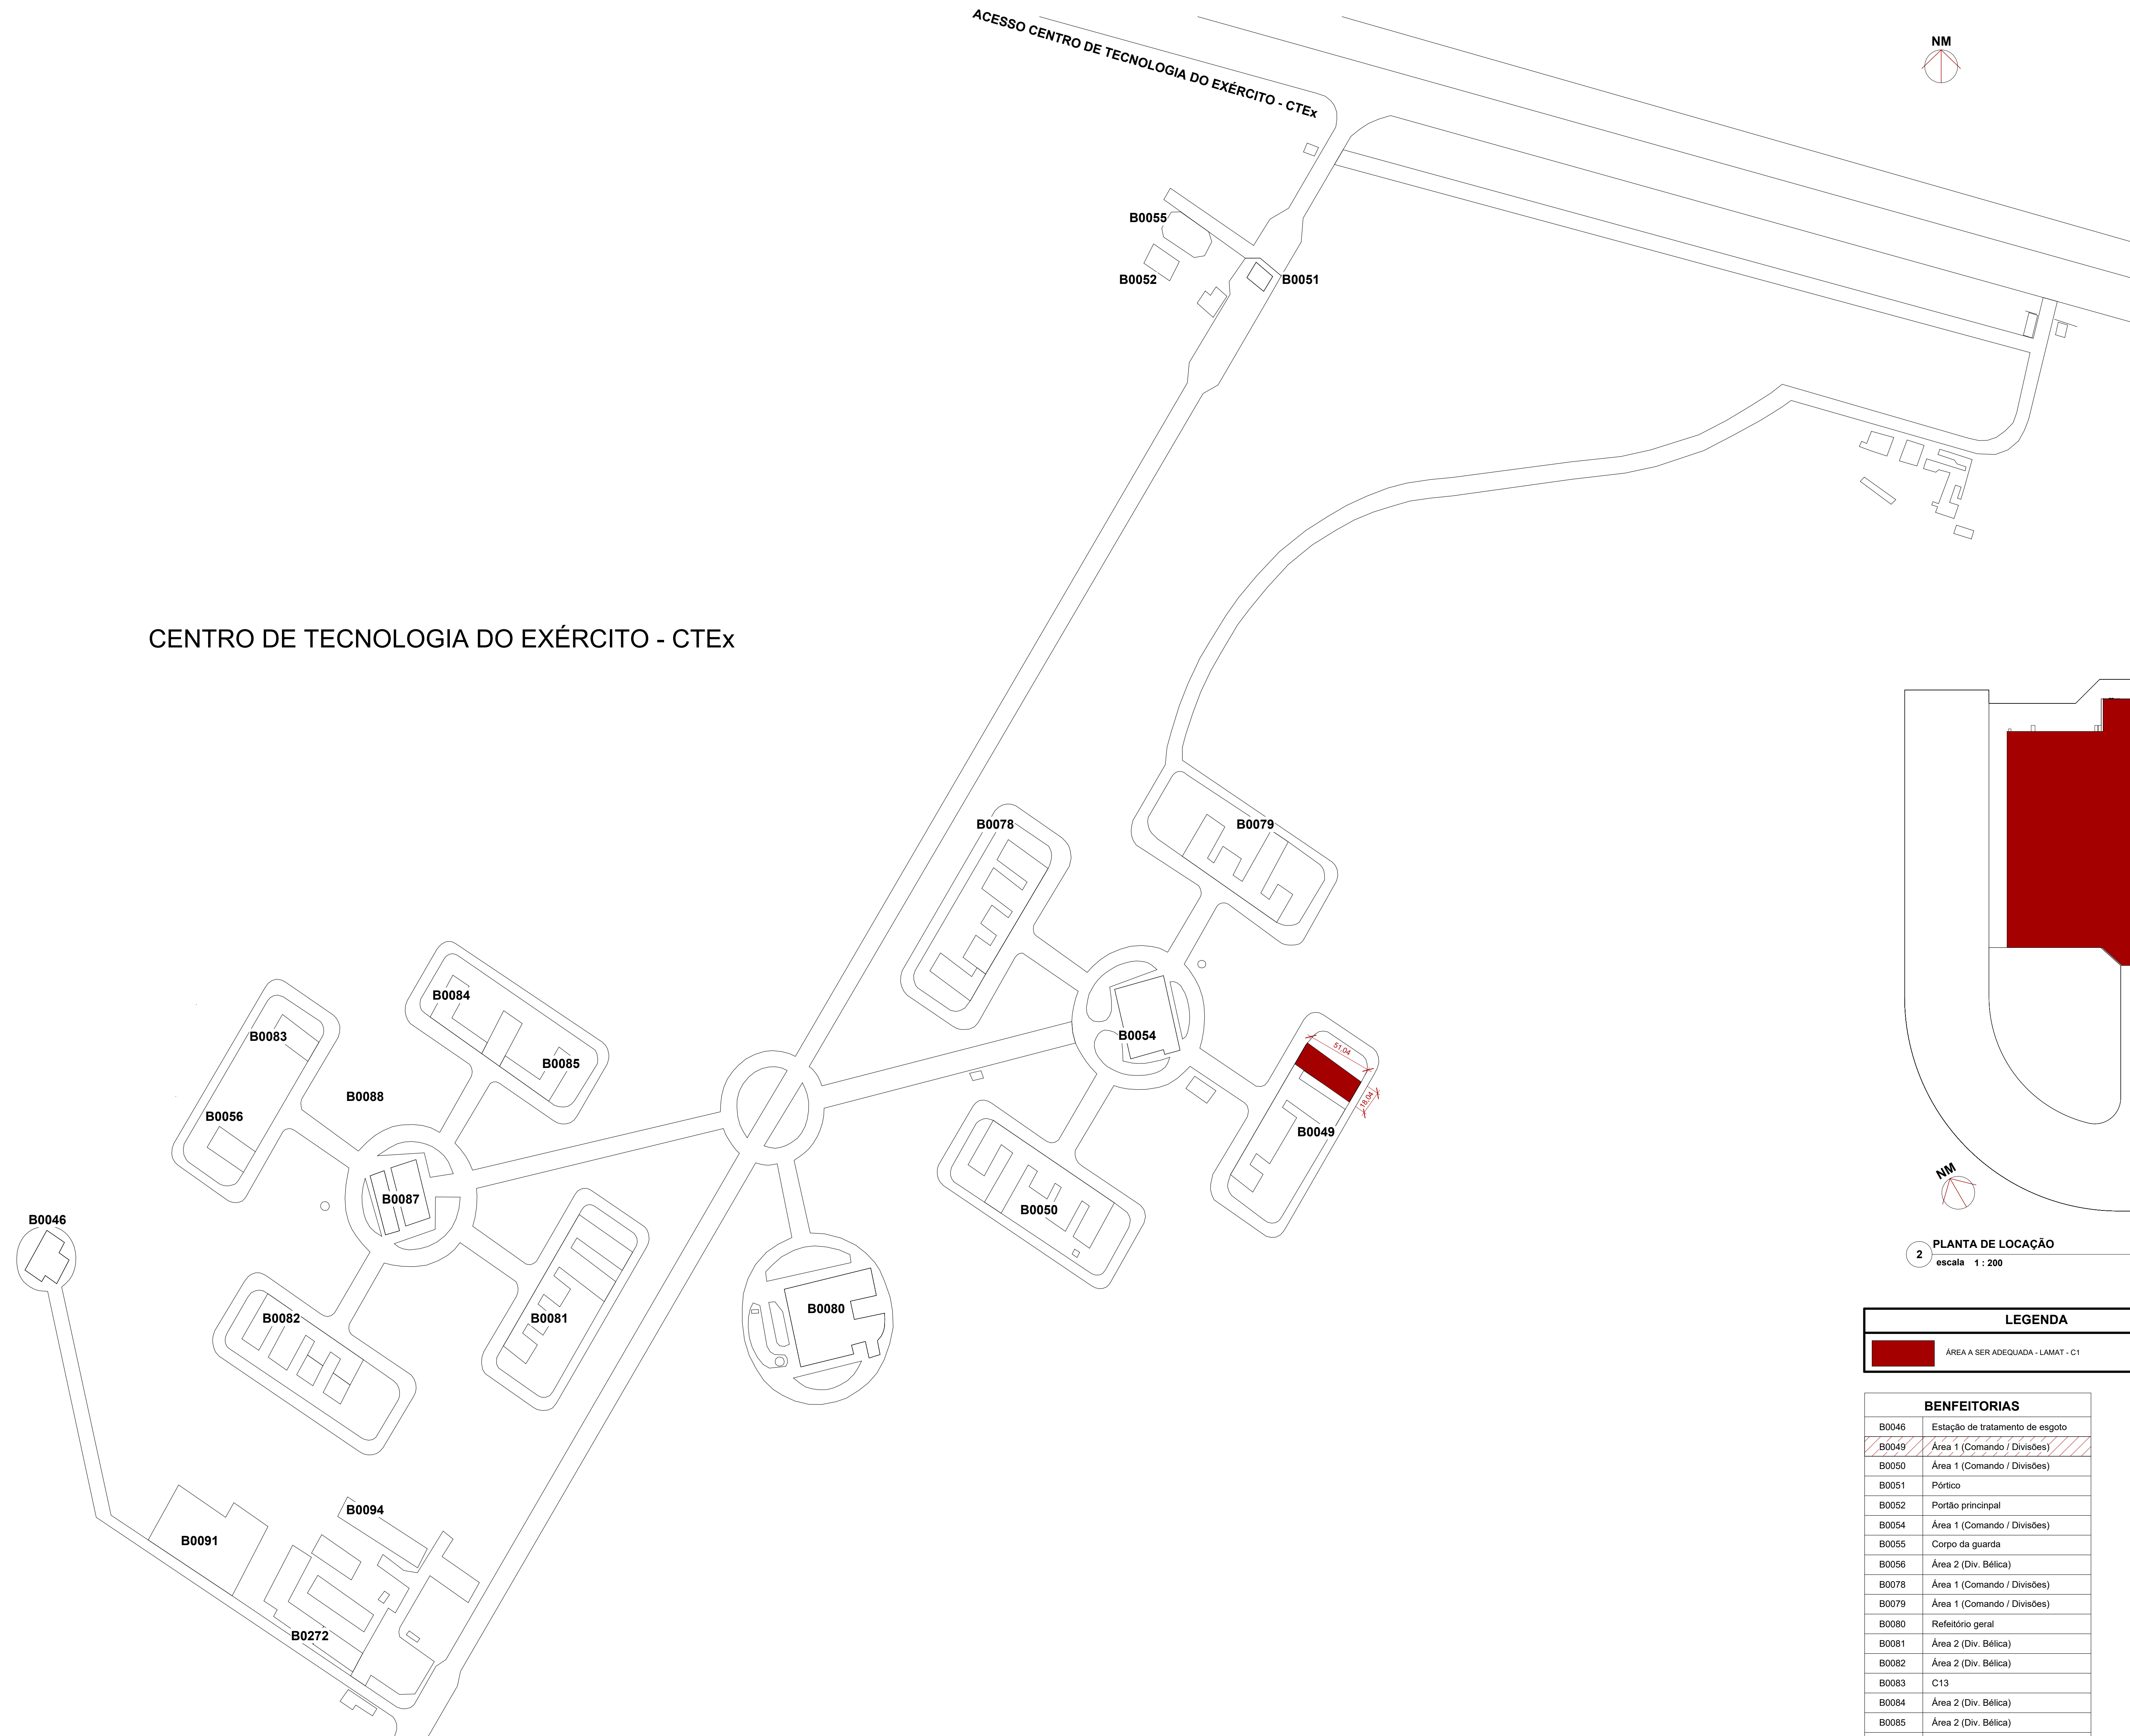 ACESSO CENTRO DE TECNOLOGIA DO EXÉRCITO - CTEx
NM
B0055
B0052
B0051
CENTRO DE TECNOLOGIA DO EXÉRCITO - CTEx
B0078
B0079
B0084
B0083
B0054
51.04
B0085
18.04
B0088
B0056
B0049
B0087
B0050
B0046
NM
2
PLANTA DE LOCAÇÃO
escala 1 : 200
B0080
B0082
B0081
LEGENDA
ÁREA A SER ADEQUADA - LAMAT - C1
B0094
B0091
B0272
BENFEITORIAS
B0046 Estação de tratamento de esgoto
B0049 Área 1 (Comando / Divisões)
B0050 Área 1 (Comando / Divisões)
B0051 Pórtico
B0052 Portão princinpal
B0054 Área 1 (Comando / Divisões)
B0055 Corpo da guarda
B0056 Área 2 (Div. Bélica)
B0078 Área 1 (Comando / Divisões)
B0079 Área 1 (Comando / Divisões)
B0080 Refeitório geral
B0081 Área 2 (Div. Bélica)
B0082 Área 2 (Div. Bélica)
B0083 C13
B0084 Área 2 (Div. Bélica)
B0085 Área 2 (Div. Bélica)